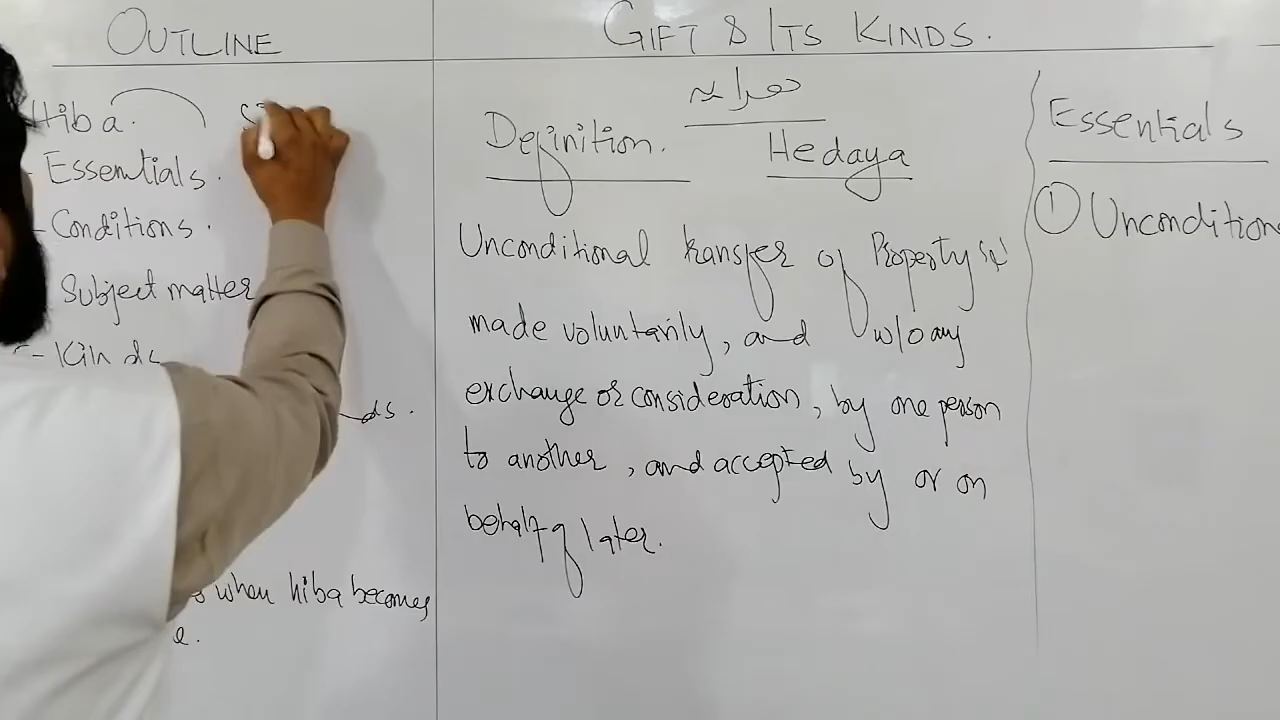 OUTLINE
Hiba.
Essentials.
- Conditions.
Subject matter
- Kinds
ds.
when hiba becomes
e.
GIFT & ITS KINDS.
Definition.
Hedaya
Unconditional transfer of Property
made voluntarily, and w/o any
exchange or consideration, by one person
to another, and accepted by or on
behalf of later.
Essentials
① Unconditional